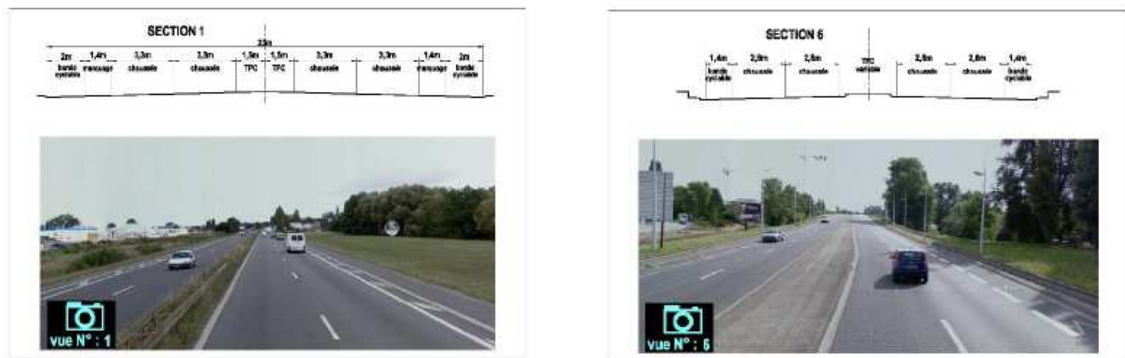 SECTION 1
2m 1,4m 3,3m 3,3m 1,5m 1,5m 3,3m 3,3m 1,4m 2m
bande marquage chaussée chaussée TPC TPC chaussée chaussée marquage bande
cyclable cyclable
vue N° : 1
SECTION 6
1,4m 2,8m 2,8m TPC 2,8m 2,8m 1,4m
bande chaussée chaussée variable chaussée chaussée bande
cyclable cyclable
vue N° : 6